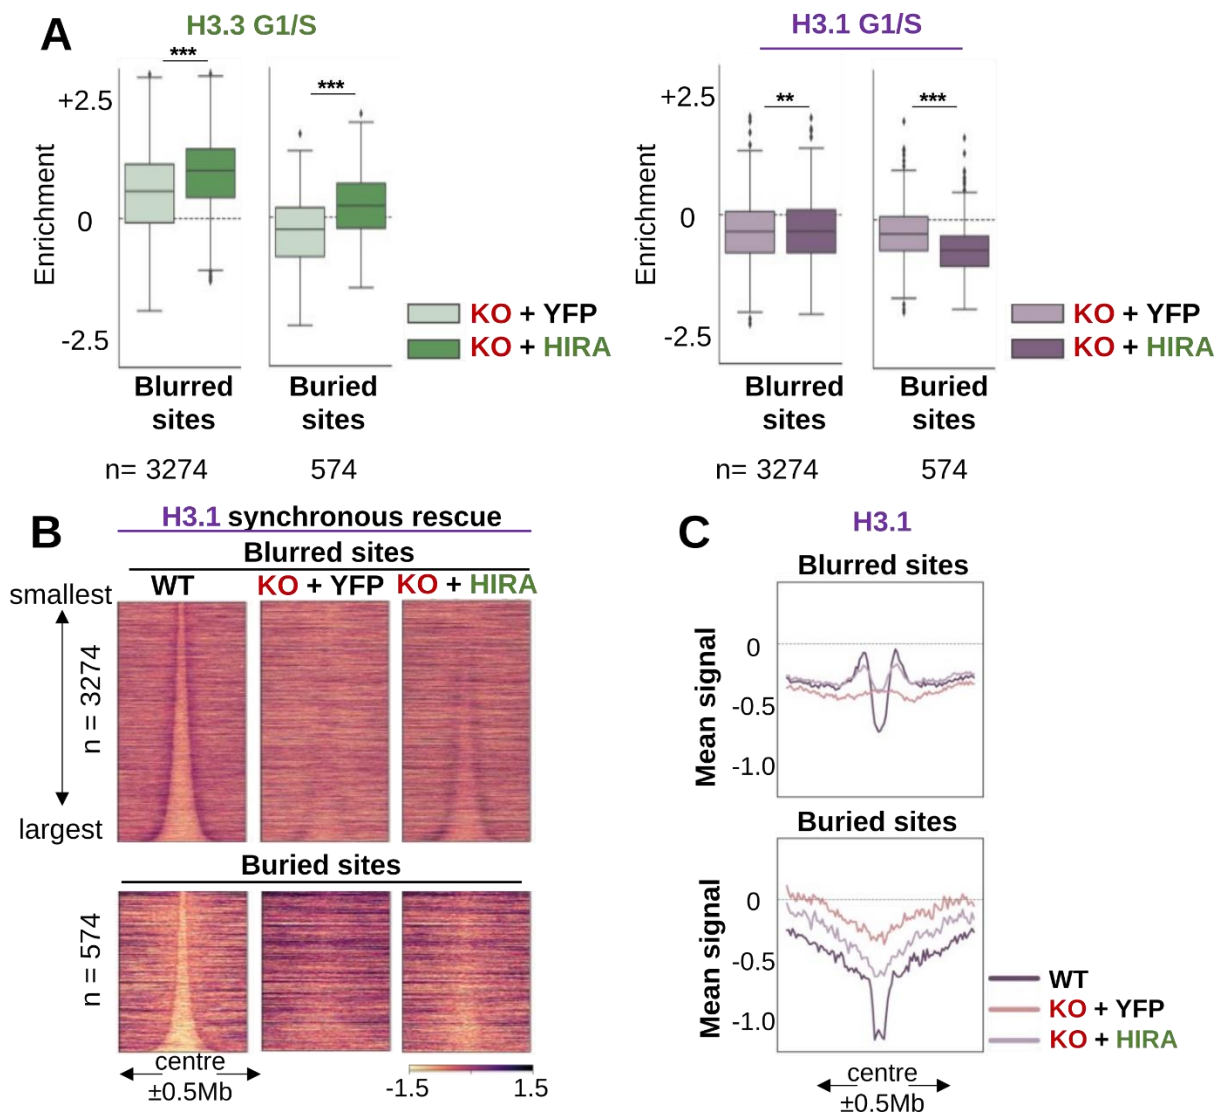 A
H3.3 G1/S
H3.1 G1/S
***
***
**
***
+2.5
0
-2.5
Enrichment
+2.5
0
-2.5
Enrichment
KO + YFP
KO + HIRA
KO + YFP
KO + HIRA
Blurred
sites
Buried
sites
Blurred
sites
Buried
sites
n= 3274
574
n= 3274
574
B
H3.1 synchronous rescue
Blurred sites
WT
KO + YFP
KO + HIRA
smallest
n = 3274
largest
Buried sites
n = 574
centre
±0.5Mb
-1.5
1.5
C
H3.1
Blurred sites
Mean signal
0
-0.5
-1.0
Buried sites
Mean signal
0
-0.5
-1.0
WT
KO + YFP
KO + HIRA
centre
±0.5Mb